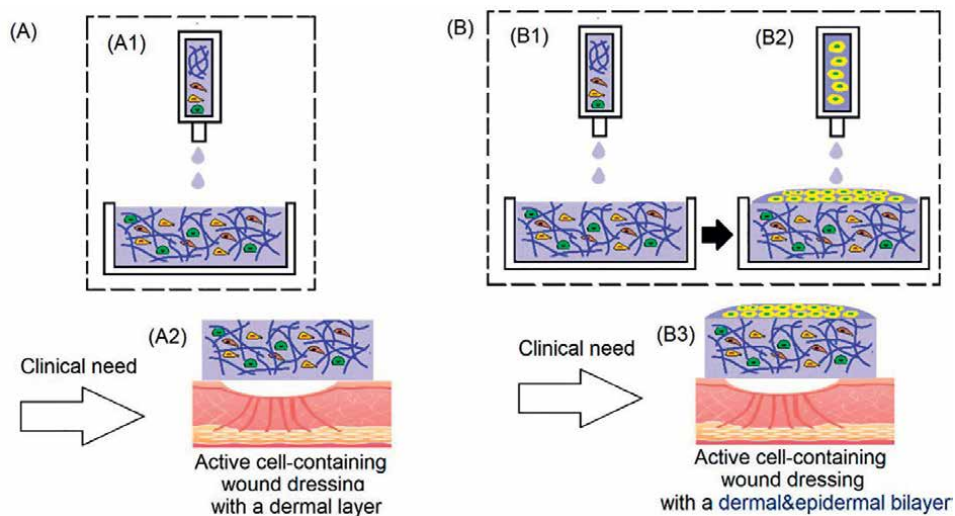 (A)
(A1)
(B)
(B1)
(B2)
(A2)
Clinical need
Active cell-containing
wound dressing
with a dermal layer
(B3)
Clinical need
Active cell-containing
wound dressing
with a dermal&epidermal bilayer